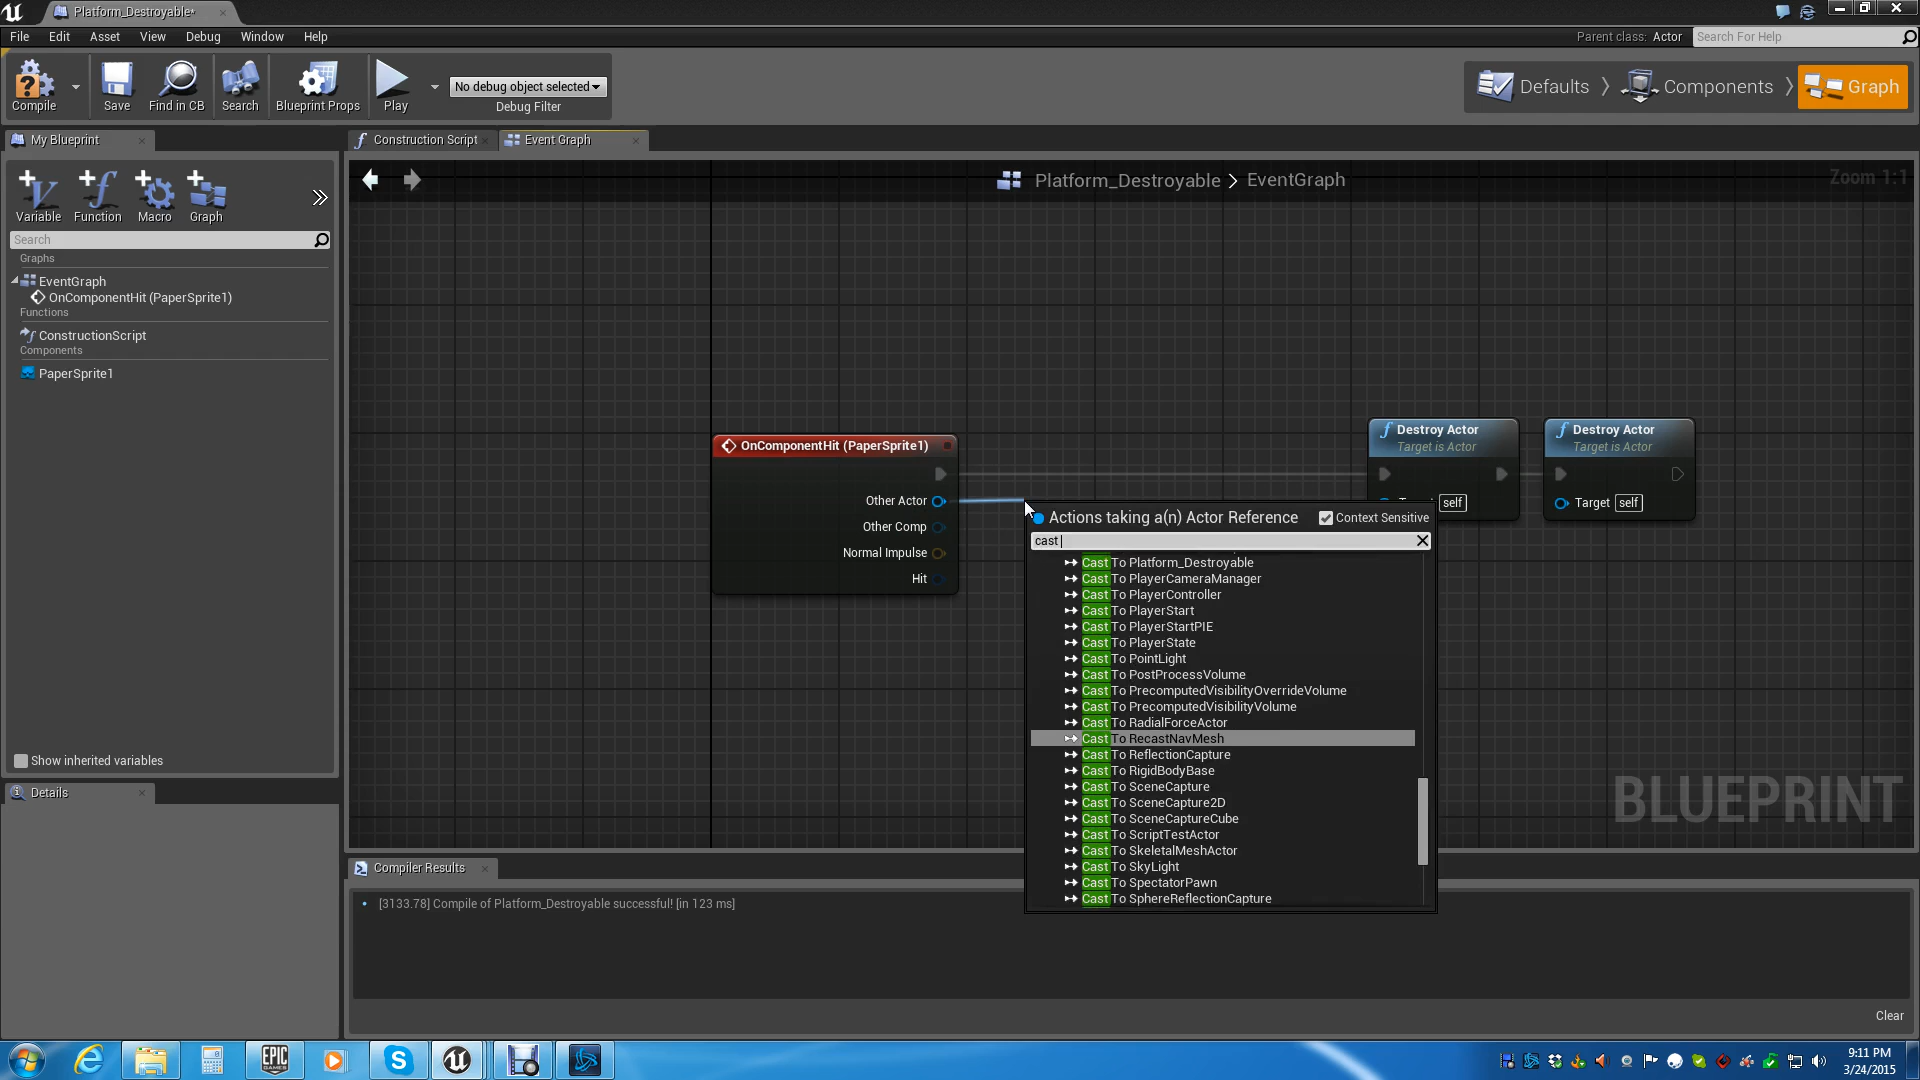 Platform_Destroyable*
File Edit Asset View Debug Window Help
Parent class: Actor
Search For Help
Compile
Save
Find in CB
Search
Blueprint Props
Play
No debug object selected
Debug Filter
Defaults
Components
Graph
My Blueprint
Construction Script
Event Graph
Variable
Function
Macro
Graph
Search
Graphs
EventGraph
OnComponentHit (PaperSprite1)
Functions
ConstructionScript
Components
PaperSprite1
Show inherited variables
Details
Platform_Destroyable > EventGraph
Zoom 1:1
OnComponentHit (PaperSprite1)
Other Actor
Other Comp
Normal Impulse
Hit
Destroy Actor
Target is Actor
self
Destroy Actor
Target is Actor
Target self
Actions taking a(n) Actor Reference
Context Sensitive
cast
Cast To Platform_Destroyable
Cast To PlayerCameraManager
Cast To PlayerController
Cast To PlayerStart
Cast To PlayerStartPIE
Cast To PlayerState
Cast To PointLight
Cast To PostProcessVolume
Cast To PrecomputedVisibilityOverrideVolume
Cast To PrecomputedVisibilityVolume
Cast To RadialForceActor
Cast To RecastNavMesh
Cast To ReflectionCapture
Cast To RigidBodyBase
Cast To SceneCapture
Cast To SceneCapture2D
Cast To SceneCaptureCube
Cast To ScriptTestActor
Cast To SkeletalMeshActor
Cast To SkyLight
Cast To SpectatorPawn
Cast To SphereReflectionCapture
BLUEPRINT
Compiler Results
[3133.78] Compile of Platform_Destroyable successful! [in 123 ms]
Clear
EPIC
GAMES
9:11 PM
3/24/2015